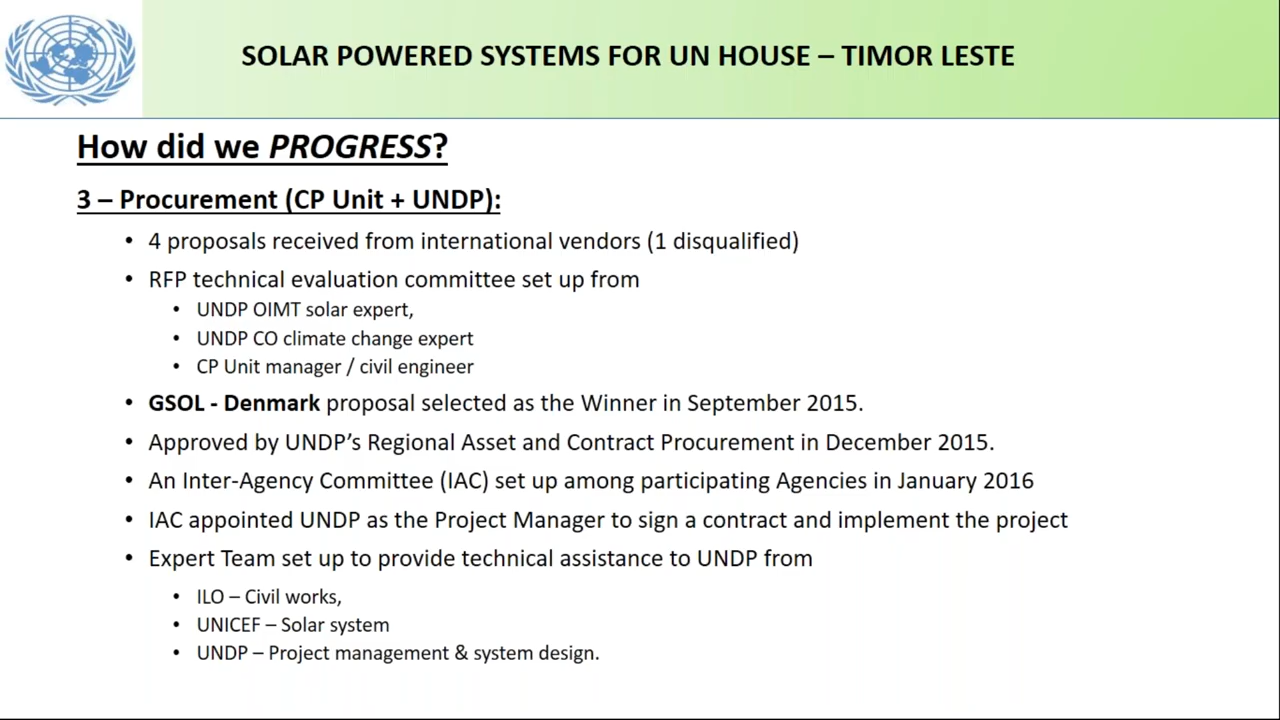 SOLAR POWERED SYSTEMS FOR UN HOUSE – TIMOR LESTE
How did we PROGRESS?
3 – Procurement (CP Unit + UNDP):
• 4 proposals received from international vendors (1 disqualified)
• RFP technical evaluation committee set up from
• UNDP OIMT solar expert,
• UNDP CO climate change expert
• CP Unit manager / civil engineer
• GSOL - Denmark proposal selected as the Winner in September 2015.
• Approved by UNDP’s Regional Asset and Contract Procurement in December 2015.
• An Inter-Agency Committee (IAC) set up among participating Agencies in January 2016
• IAC appointed UNDP as the Project Manager to sign a contract and implement the project
• Expert Team set up to provide technical assistance to UNDP from
• ILO – Civil works,
• UNICEF – Solar system
• UNDP – Project management & system design.